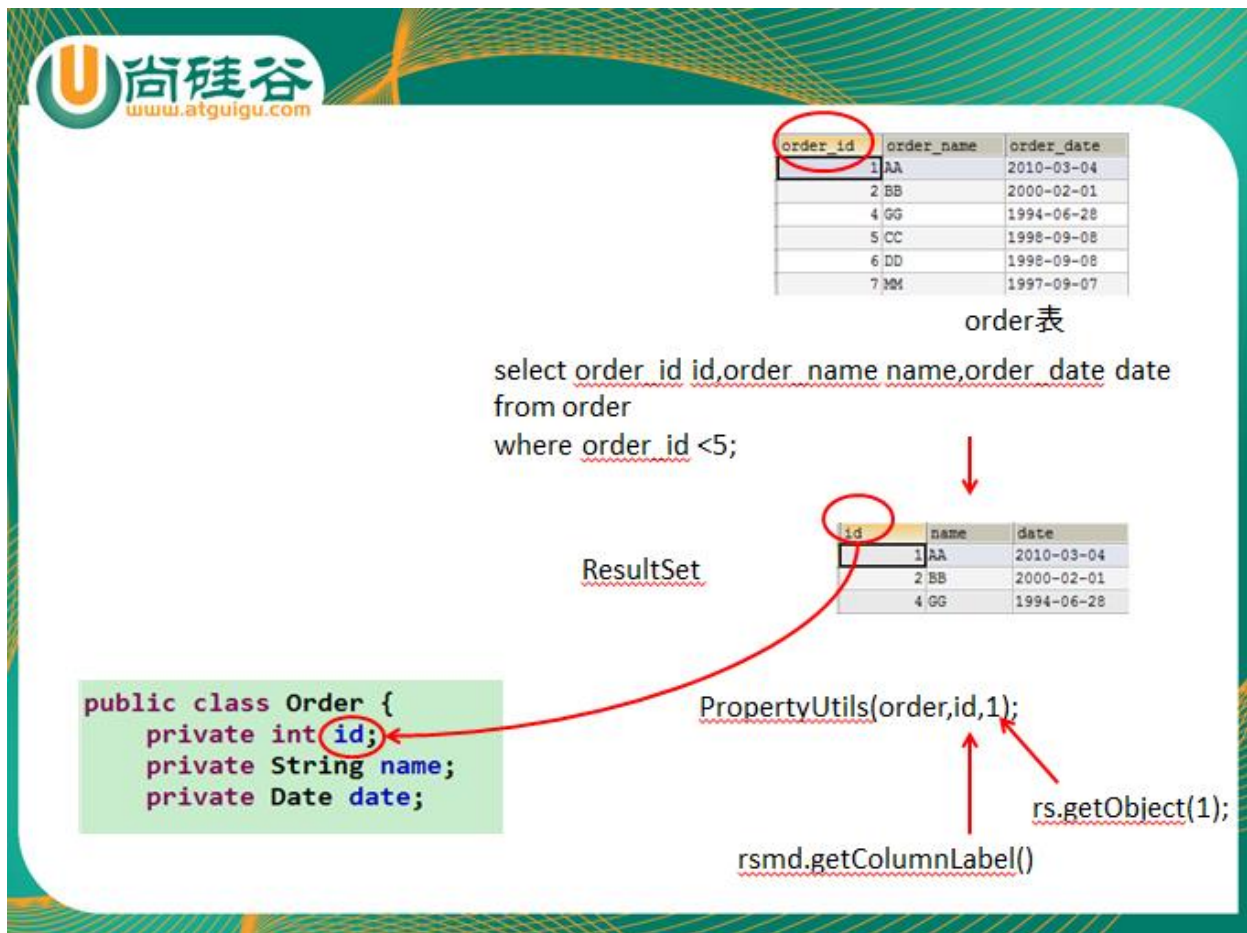 尚硅谷
www.atguigu.com
order_id order_name order_date
1 AA 2010-03-04
2 BB 2000-02-01
4 GG 1994-06-28
5 CC 1998-09-08
6 DD 1998-09-08
7 MM 1997-09-07
order表
select order_id id,order_name name,order_date date
from order
where order_id <5;
id name date
1 AA 2010-03-04
2 BB 2000-02-01
4 GG 1994-06-28
ResultSet
public class Order {
private int id;
private String name;
private Date date;
PropertyUtils(order,id,1);
rs.getObject(1);
rsmd.getColumnLabel()